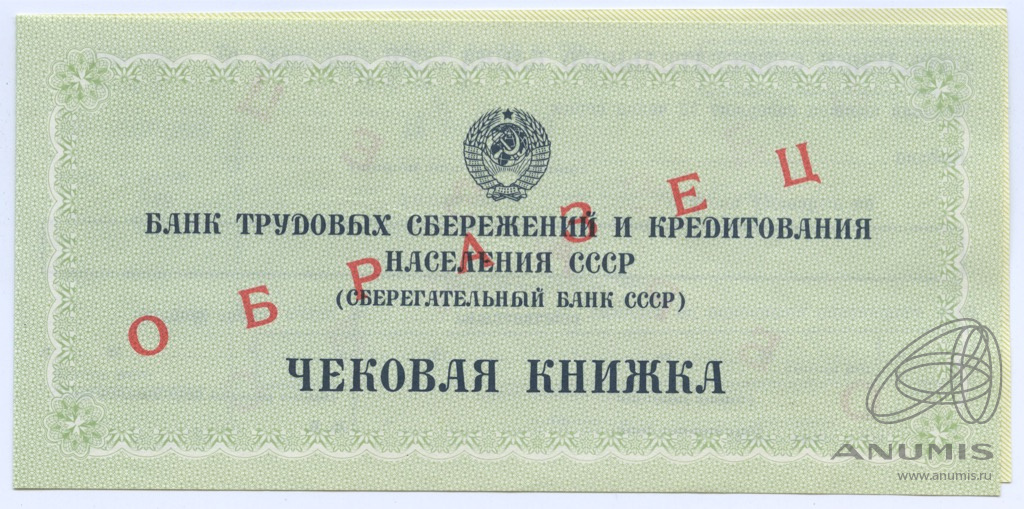 БАНК ТРУДОВЫХ СБЕРЕЖЕНИЙ И КРЕДИТОВАНИЯ
НАСЕЛЕНИЯ СССР
(СБЕРЕГАТЕЛЬНЫЙ БАНК СССР)
ОБРАЗЕЦ
ЧЕКОВАЯ КНИЖКА
ANUMIS
www.anumis.ru